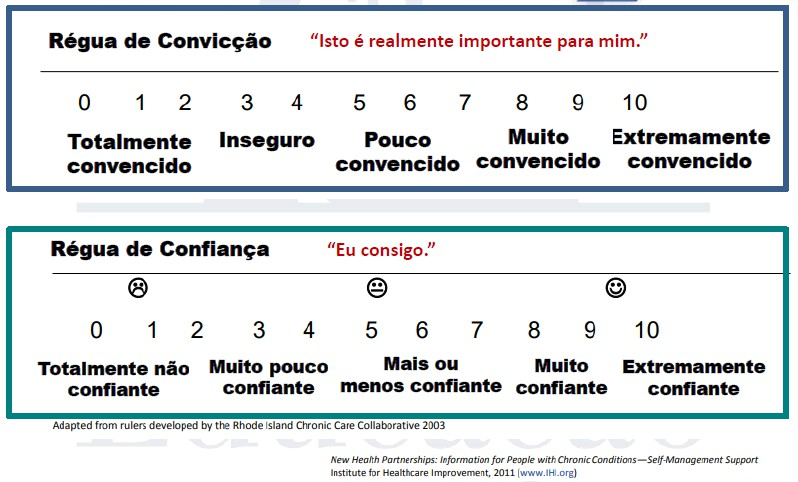 Régua de Convicção “Isto é realmente importante para mim.”
0 1 2 3 4 5 6 7 8 9 10
Totalmente convencido Inseguro Pouco convencido Muito convencido Extremamente convencido
Régua de Confiança “Eu consigo.”
0 1 2 3 4 5 6 7 8 9 10
Totalmente não confiante Muito pouco confiante Mais ou menos confiante Muito confiante Extremamente confiante
Adapted from rulers developed by the Rhode Island Chronic Care Collaborative 2003
New Health Partnerships: Information for People with Chronic Conditions—Self-Management Support
Institute for Healthcare Improvement, 2011 (www.IHI.org)